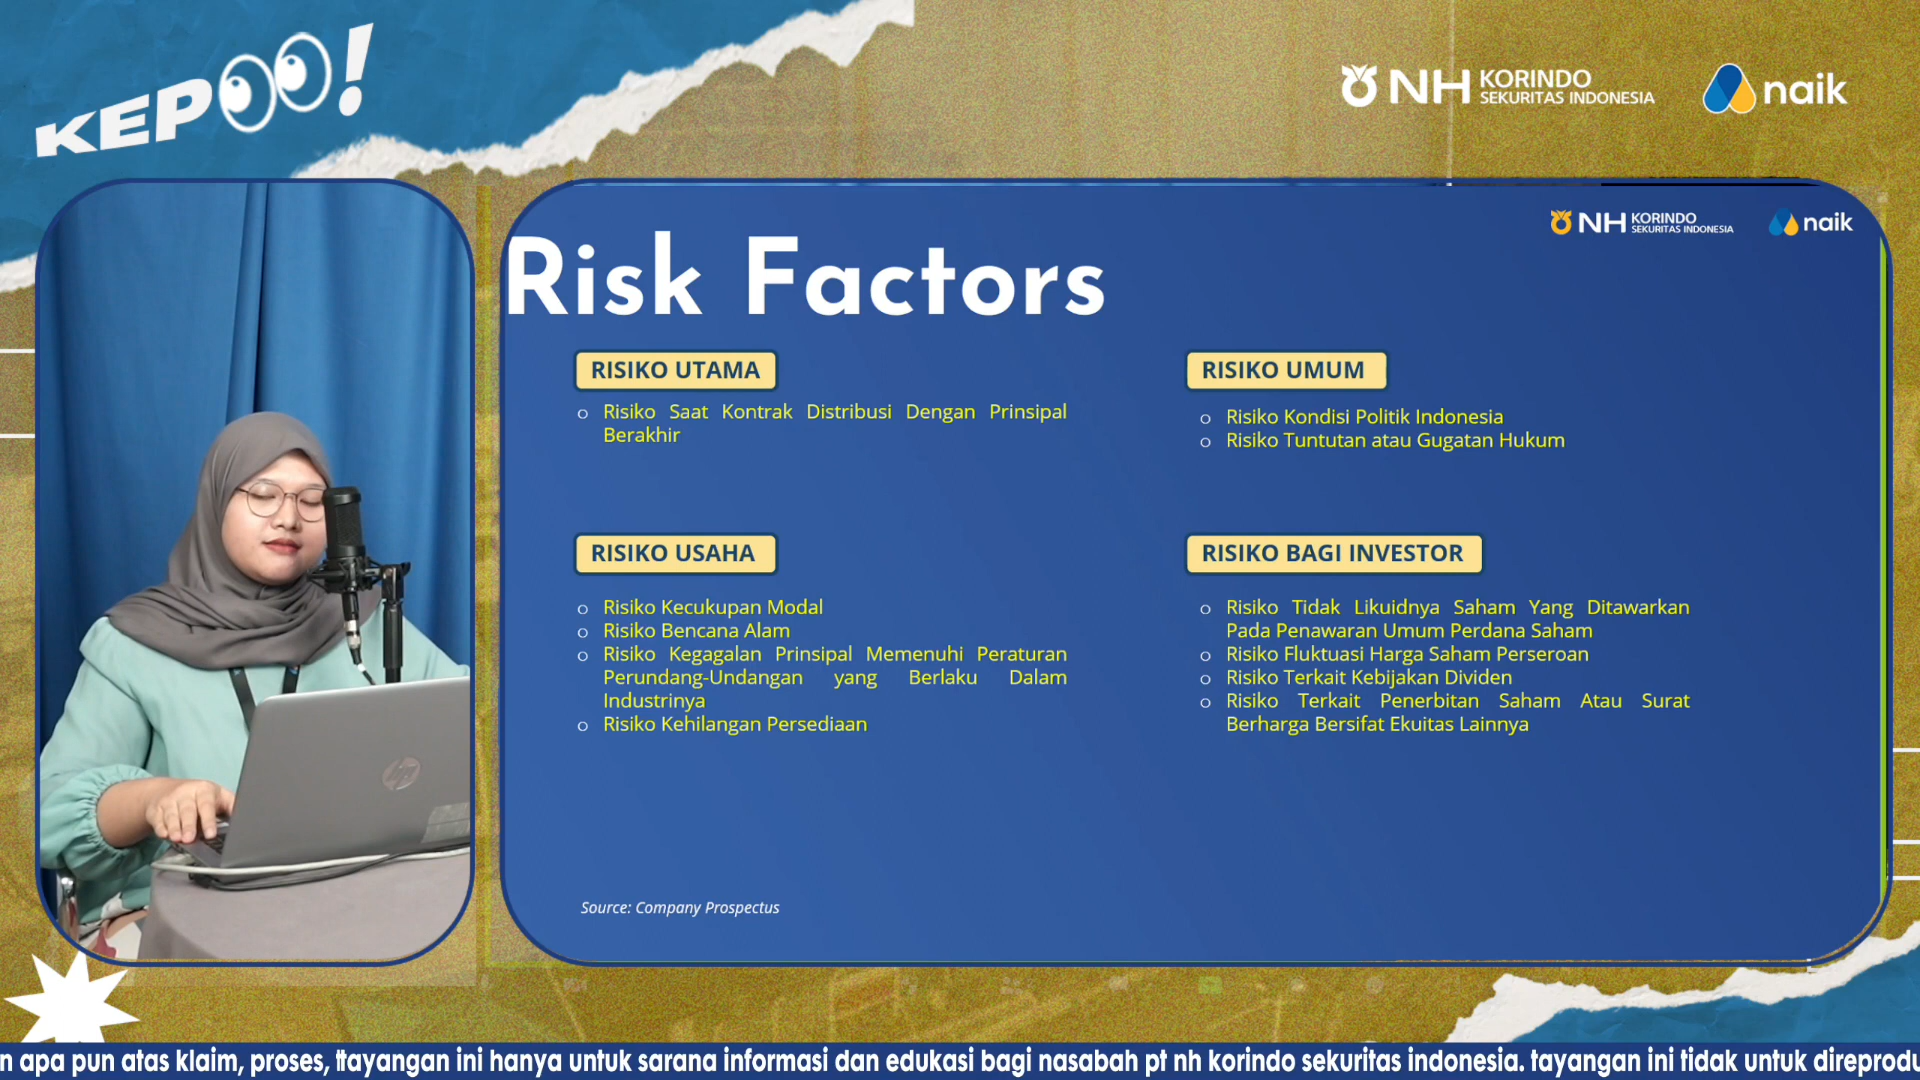 KEPOO!
NH KORINDO
SEKURITAS INDONESIA
naik
NH KORINDO
SEKURITAS INDONESIA
naik
Risk Factors
RISIKO UTAMA
Risiko Saat Kontrak Distribusi Dengan Prinsipal
Berakhir
RISIKO UMUM
Risiko Kondisi Politik Indonesia
Risiko Tuntutan atau Gugatan Hukum
RISIKO USAHA
Risiko Kecukupan Modal
Risiko Bencana Alam
Risiko Kegagalan Prinsipal Memenuhi Peraturan
Perundang-Undangan yang Berlaku Dalam
Industrinya
Risiko Kehilangan Persediaan
RISIKO BAGI INVESTOR
Risiko Tidak Likuidnya Saham Yang Ditawarkan
Pada Penawaran Umum Perdana Saham
Risiko Fluktuasi Harga Saham Perseroan
Risiko Terkait Kebijakan Dividen
Risiko Terkait Penerbitan Saham Atau Surat
Berharga Bersifat Ekuitas Lainnya
Source: Company Prospectus
hp
n apa pun atas klaim, proses, ttayangan ini hanya untuk sarana informasi dan edukasi bagi nasabah pt nh korindo sekuritas indonesia. tayangan ini tidak untuk direprodu